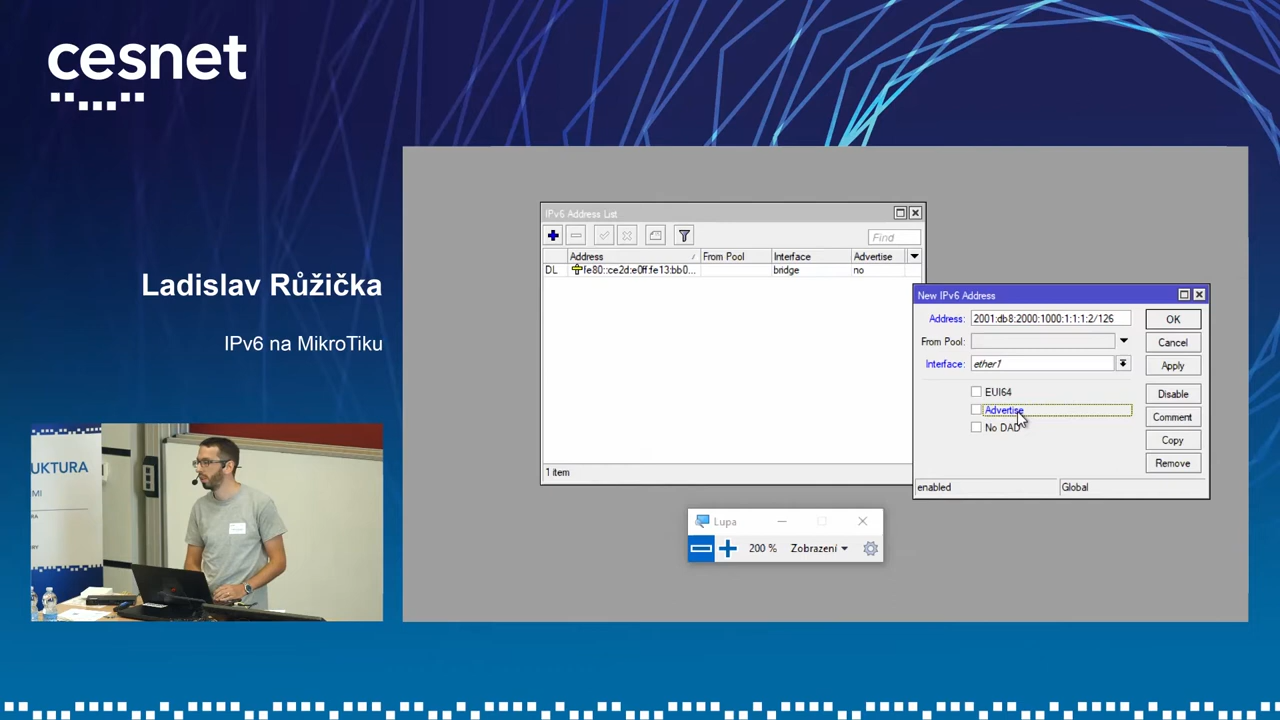 cesnet
Ladislav Růžička
IPv6 na MikroTiku
UKTURA
IPv6 Address List
Find
Address From Pool Interface Advertise
DL fe80::ce2d:e0ff:fe13:bb0... bridge no
1 item
New IPv6 Address
Address: 2001:db8:2000:1000:1:1:1:2/126 OK
From Pool: Cancel
Interface: ether1 Apply
EUI64 Disable
Advertise Comment
No DAD Copy
Remove
enabled Global
Lupa
200 % Zobrazení